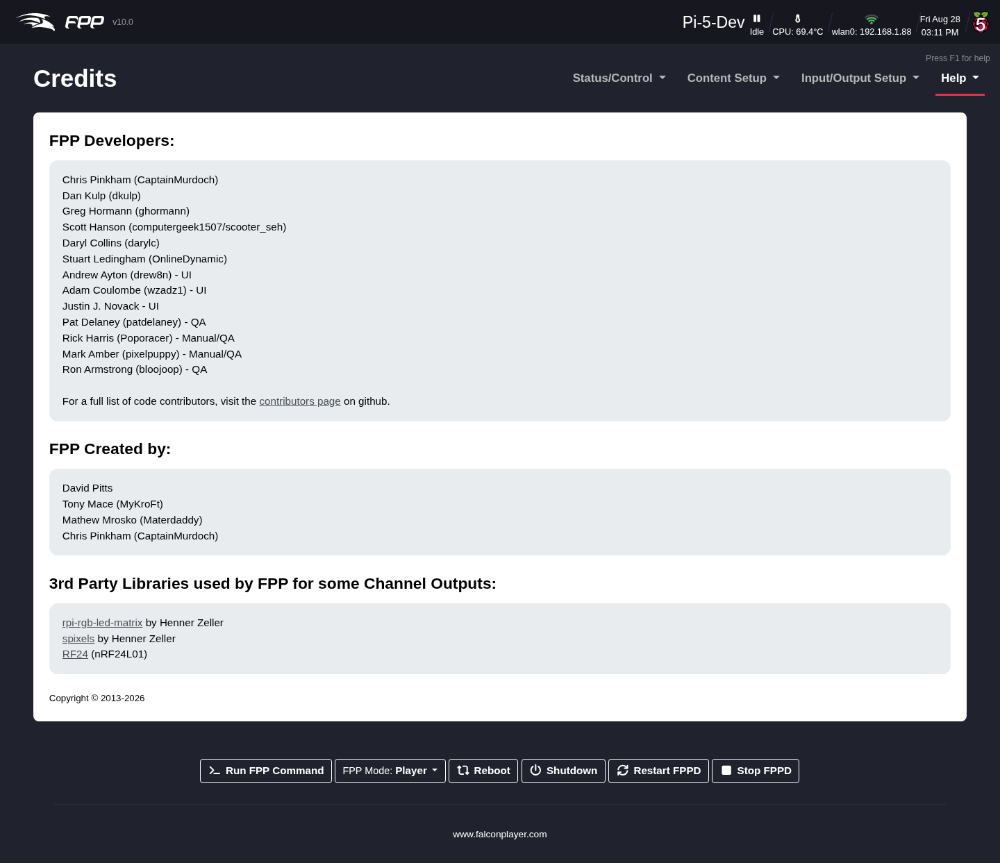 FPP v10.0
Pi-5-Dev
Idle
CPU: 69.4°C
wlan0: 192.168.1.88
Fri Aug 28
03:11 PM
5
Press F1 for help
Credits
Status/Control
Content Setup
Input/Output Setup
Help
FPP Developers:
Chris Pinkham (CaptainMurdoch)
Dan Kulp (dkulp)
Greg Hormann (ghormann)
Scott Hanson (computergeek1507/scooter_seh)
Daryl Collins (darylc)
Stuart Ledingham (OnlineDynamic)
Andrew Ayton (drew8n) - UI
Adam Coulombe (wzadz1) - UI
Justin J. Novack - UI
Pat Delaney (patdelaney) - QA
Rick Harris (Poporacer) - Manual/QA
Mark Amber (pixelpuppy) - Manual/QA
Ron Armstrong (bloojoop) - QA
For a full list of code contributors, visit the contributors page on github.
FPP Created by:
David Pitts
Tony Mace (MyKroFt)
Mathew Mrosko (Materdaddy)
Chris Pinkham (CaptainMurdoch)
3rd Party Libraries used by FPP for some Channel Outputs:
rpi-rgb-led-matrix by Henner Zeller
spixels by Henner Zeller
RF24 (nRF24L01)
Copyright © 2013-2026
Run FPP Command
FPP Mode: Player
Reboot
Shutdown
Restart FPPD
Stop FPPD
www.falconplayer.com